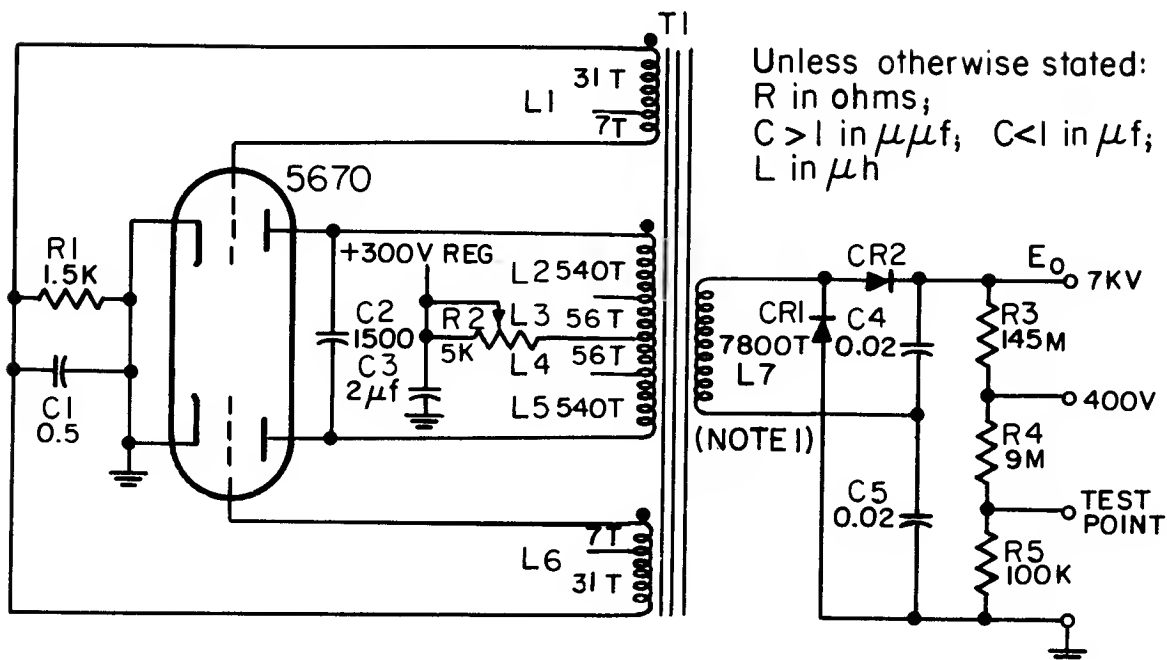 T1
Unless otherwise stated:
R in ohms;
C>1 in μμf; C<1 in μf;
L in μh
31T
L1
7T
5670
R1
1.5K
+300V REG
L2 540T
C2
1500
R2
5K
L3
56T
C3
2μf
L4
56T
L5 540T
C1
0.5
7T
L6
31T
CR2
E₀
7KV
CR1
7800T
L7
C4
0.02
R3
145M
400V
(NOTE 1)
R4
9M
C5
0.02
TEST
POINT
R5
100K